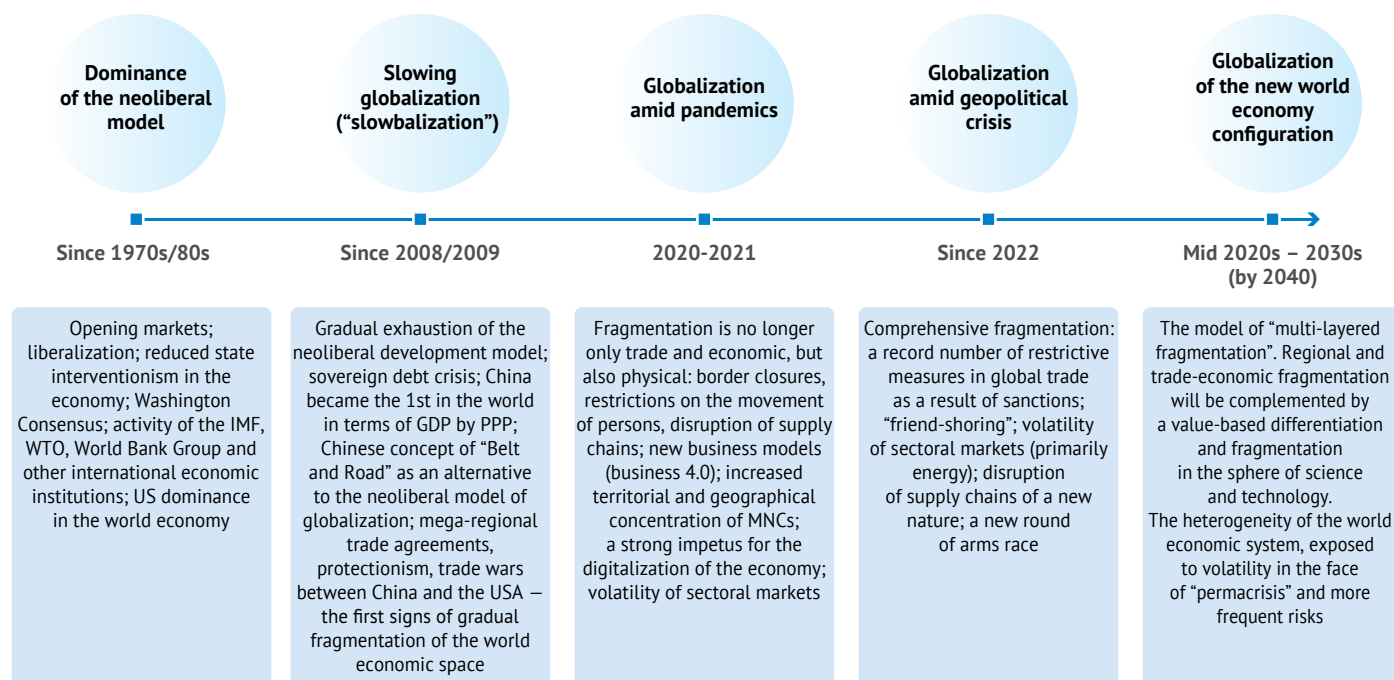 Dominance
of the neoliberal
model
Slowing
globalization
(“slowbalization”)
Globalization
amid pandemics
Globalization
amid geopolitical
crisis
Globalization
of the new world
economy
configuration
Since 1970s/80s
Since 2008/2009
2020-2021
Since 2022
Mid 2020s – 2030s
(by 2040)
Opening markets;
liberalization; reduced state
interventionism in the
economy; Washington
Consensus; activity of the IMF,
WTO, World Bank Group and
other international economic
institutions; US dominance
in the world economy
Gradual exhaustion of the
neoliberal development model;
sovereign debt crisis; China
became the 1st in the world
in terms of GDP by PPP;
Chinese concept of “Belt
and Road” as an alternative
to the neoliberal model of
globalization; mega-regional
trade agreements,
protectionism, trade wars
between China and the USA —
the first signs of gradual
fragmentation of the world
economic space
Fragmentation is no longer
only trade and economic, but
also physical: border closures,
restrictions on the movement
of persons, disruption of supply
chains; new business models
(business 4.0); increased
territorial and geographical
concentration of MNCs;
a strong impetus for the
digitalization of the economy;
volatility of sectoral markets
Comprehensive fragmentation:
a record number of restrictive
measures in global trade
as a result of sanctions;
“friend-shoring”; volatility
of sectoral markets (primarily
energy); disruption
of supply chains of a new
nature; a new round
of arms race
The model of “multi-layered
fragmentation”. Regional and
trade-economic fragmentation
will be complemented by
a value-based differentiation
and fragmentation
in the sphere of science
and technology.
The heterogeneity of the world
economic system, exposed
to volatility in the face
of “permacrisis” and more
frequent risks